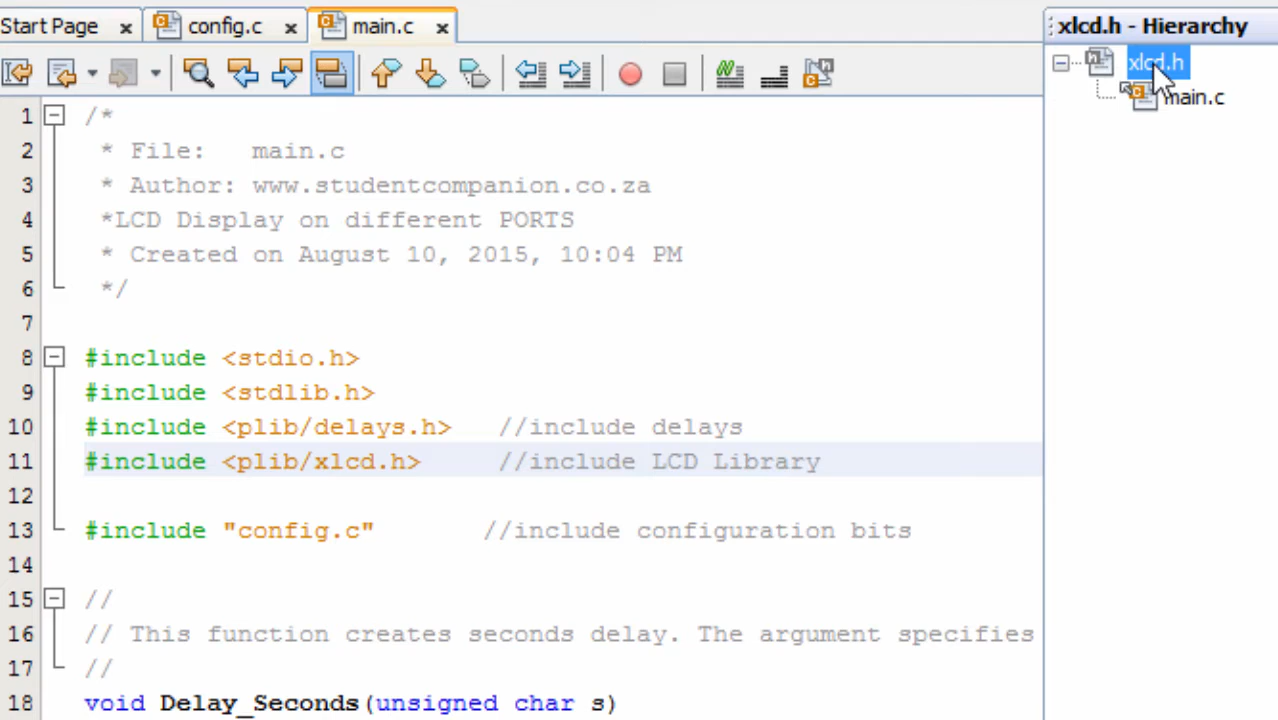 Start Page config.c main.c
xlcd.h - Hierarchy
xlcd.h
main.c
1 /*
2 * File: main.c
3 * Author: www.studentcompanion.co.za
4 *LCD Display on different PORTS
5 * Created on August 10, 2015, 10:04 PM
6 */
7
8 #include <stdio.h>
9 #include <stdlib.h>
10 #include <plib/delays.h> //include delays
11 #include <plib/xlcd.h> //include LCD Library
12
13 #include "config.c" //include configuration bits
14
15 //
16 // This function creates seconds delay. The argument specifies
17 //
18 void Delay_Seconds(unsigned char s)